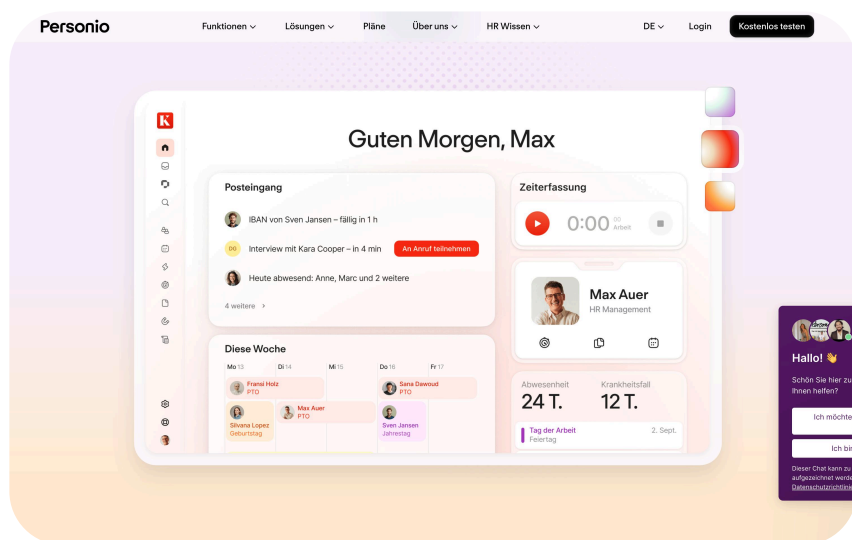 Personio
Funktionen
Lösungen
Pläne
Über uns
HR Wissen
DE
Login
Kostenlos testen
K
Guten Morgen, Max
Posteingang
IBAN von Sven Jansen – fällig in 1 h
DG
Interview mit Kara Cooper – in 4 min
An Anruf teilnehmen
Heute abwesend: Anne, Marc und 2 weitere
4 weitere
Zeiterfassung
0:00
Arbeit
Max Auer
HR Management
Diese Woche
Mo 13
Di 14
Mi 15
Do 16
Fr 17
Fransi Holz
PTO
Sana Dawoud
PTO
Max Auer
PTO
Silvana Lopez
Geburtstag
Sven Jansen
Jahrestag
Abwesenheit
24 T.
Krankheitsfall
12 T.
Tag der Arbeit
2. Sept.
Feiertag
Hallo! 👋
Schön Sie hier zu
Ihnen helfen?
Ich möchte
Ich bin
Dieser Chat kann zu
aufgezeichnet werde
Datenschutzrichtlinie